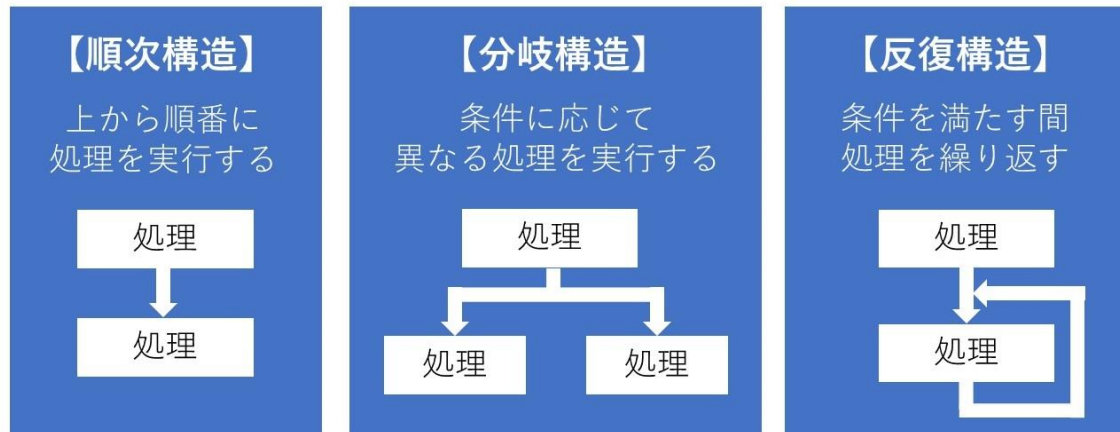 【順次構造】
上から順番に
処理を実行する
処理
処理
【分岐構造】
条件に応じて
異なる処理を実行する
処理
処理
処理
【反復構造】
条件を満たす間
処理を繰り返す
処理
処理